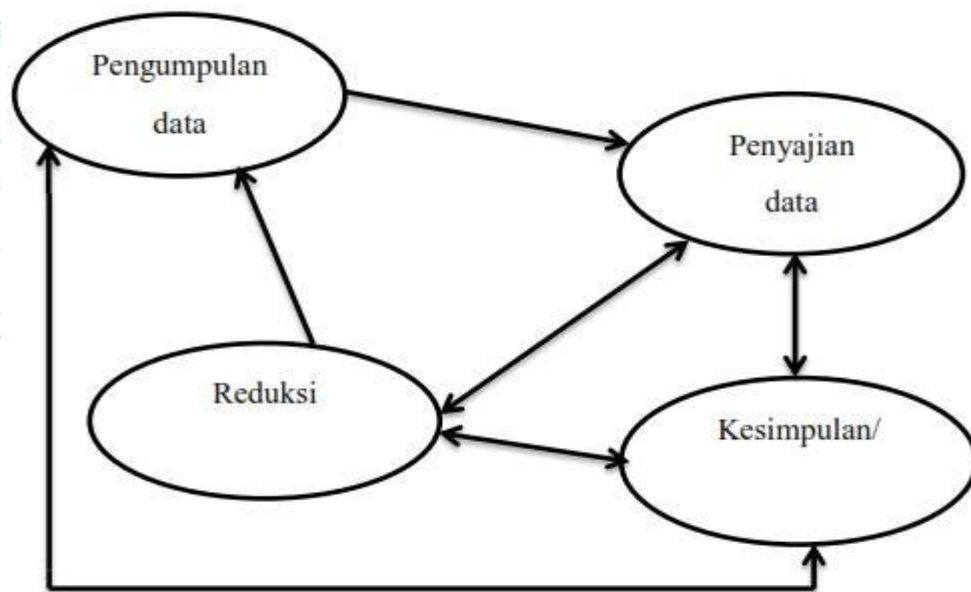 Pengumpulan
data
Penyajian
data
Reduksi
Kesimpulan/